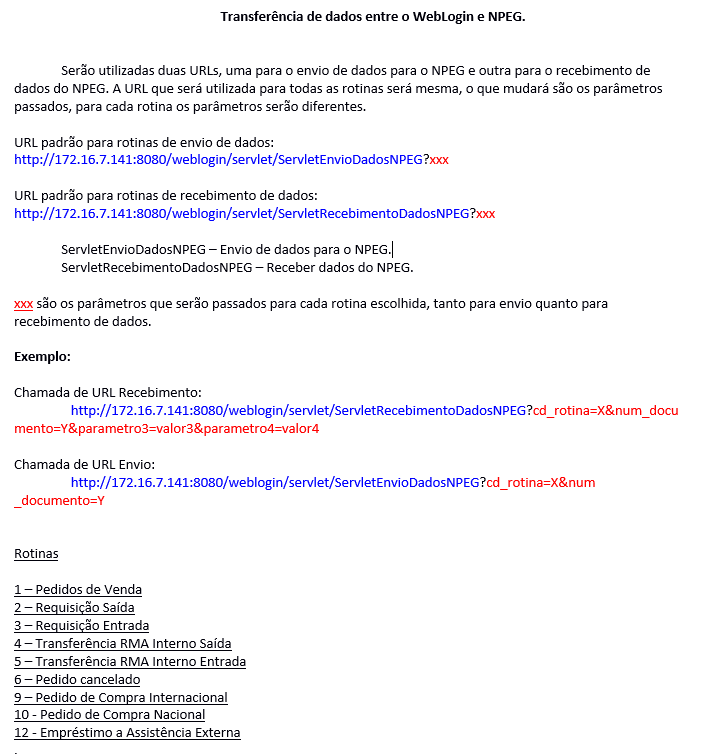 Transferência de dados entre o WebLogin e NPEG.
Serão utilizadas duas URLs, uma para o envio de dados para o NPEG e outra para o recebimento de
dados do NPEG. A URL que será utilizada para todas as rotinas será mesma, o que mudará são os parâmetros
passados, para cada rotina os parâmetros serão diferentes.
URL padrão para rotinas de envio de dados:
http://172.16.7.141:8080/weblogin/servlet/ServletEnvioDadosNPEG?xxx
URL padrão para rotinas de recebimento de dados:
http://172.16.7.141:8080/weblogin/servlet/ServletRecebimentoDadosNPEG?xxx
ServletEnvioDadosNPEG – Envio de dados para o NPEG.
ServletRecebimentoDadosNPEG – Receber dados do NPEG.
xxx são os parâmetros que serão passados para cada rotina escolhida, tanto para envio quanto para
recebimento de dados.
Exemplo:
Chamada de URL Recebimento:
http://172.16.7.141:8080/weblogin/servlet/ServletRecebimentoDadosNPEG?cd_rotina=X&num_docu
mento=Y&parametro3=valor3&parametro4=valor4
Chamada de URL Envio:
http://172.16.7.141:8080/weblogin/servlet/ServletEnvioDadosNPEG?cd_rotina=X&num
_documento=Y
Rotinas
1 – Pedidos de Venda
2 – Requisição Saída
3 – Requisição Entrada
4 – Transferência RMA Interno Saída
5 – Transferência RMA Interno Entrada
6 – Pedido cancelado
9 – Pedido de Compra Internacional
10 - Pedido de Compra Nacional
12 - Empréstimo a Assistência Externa
.